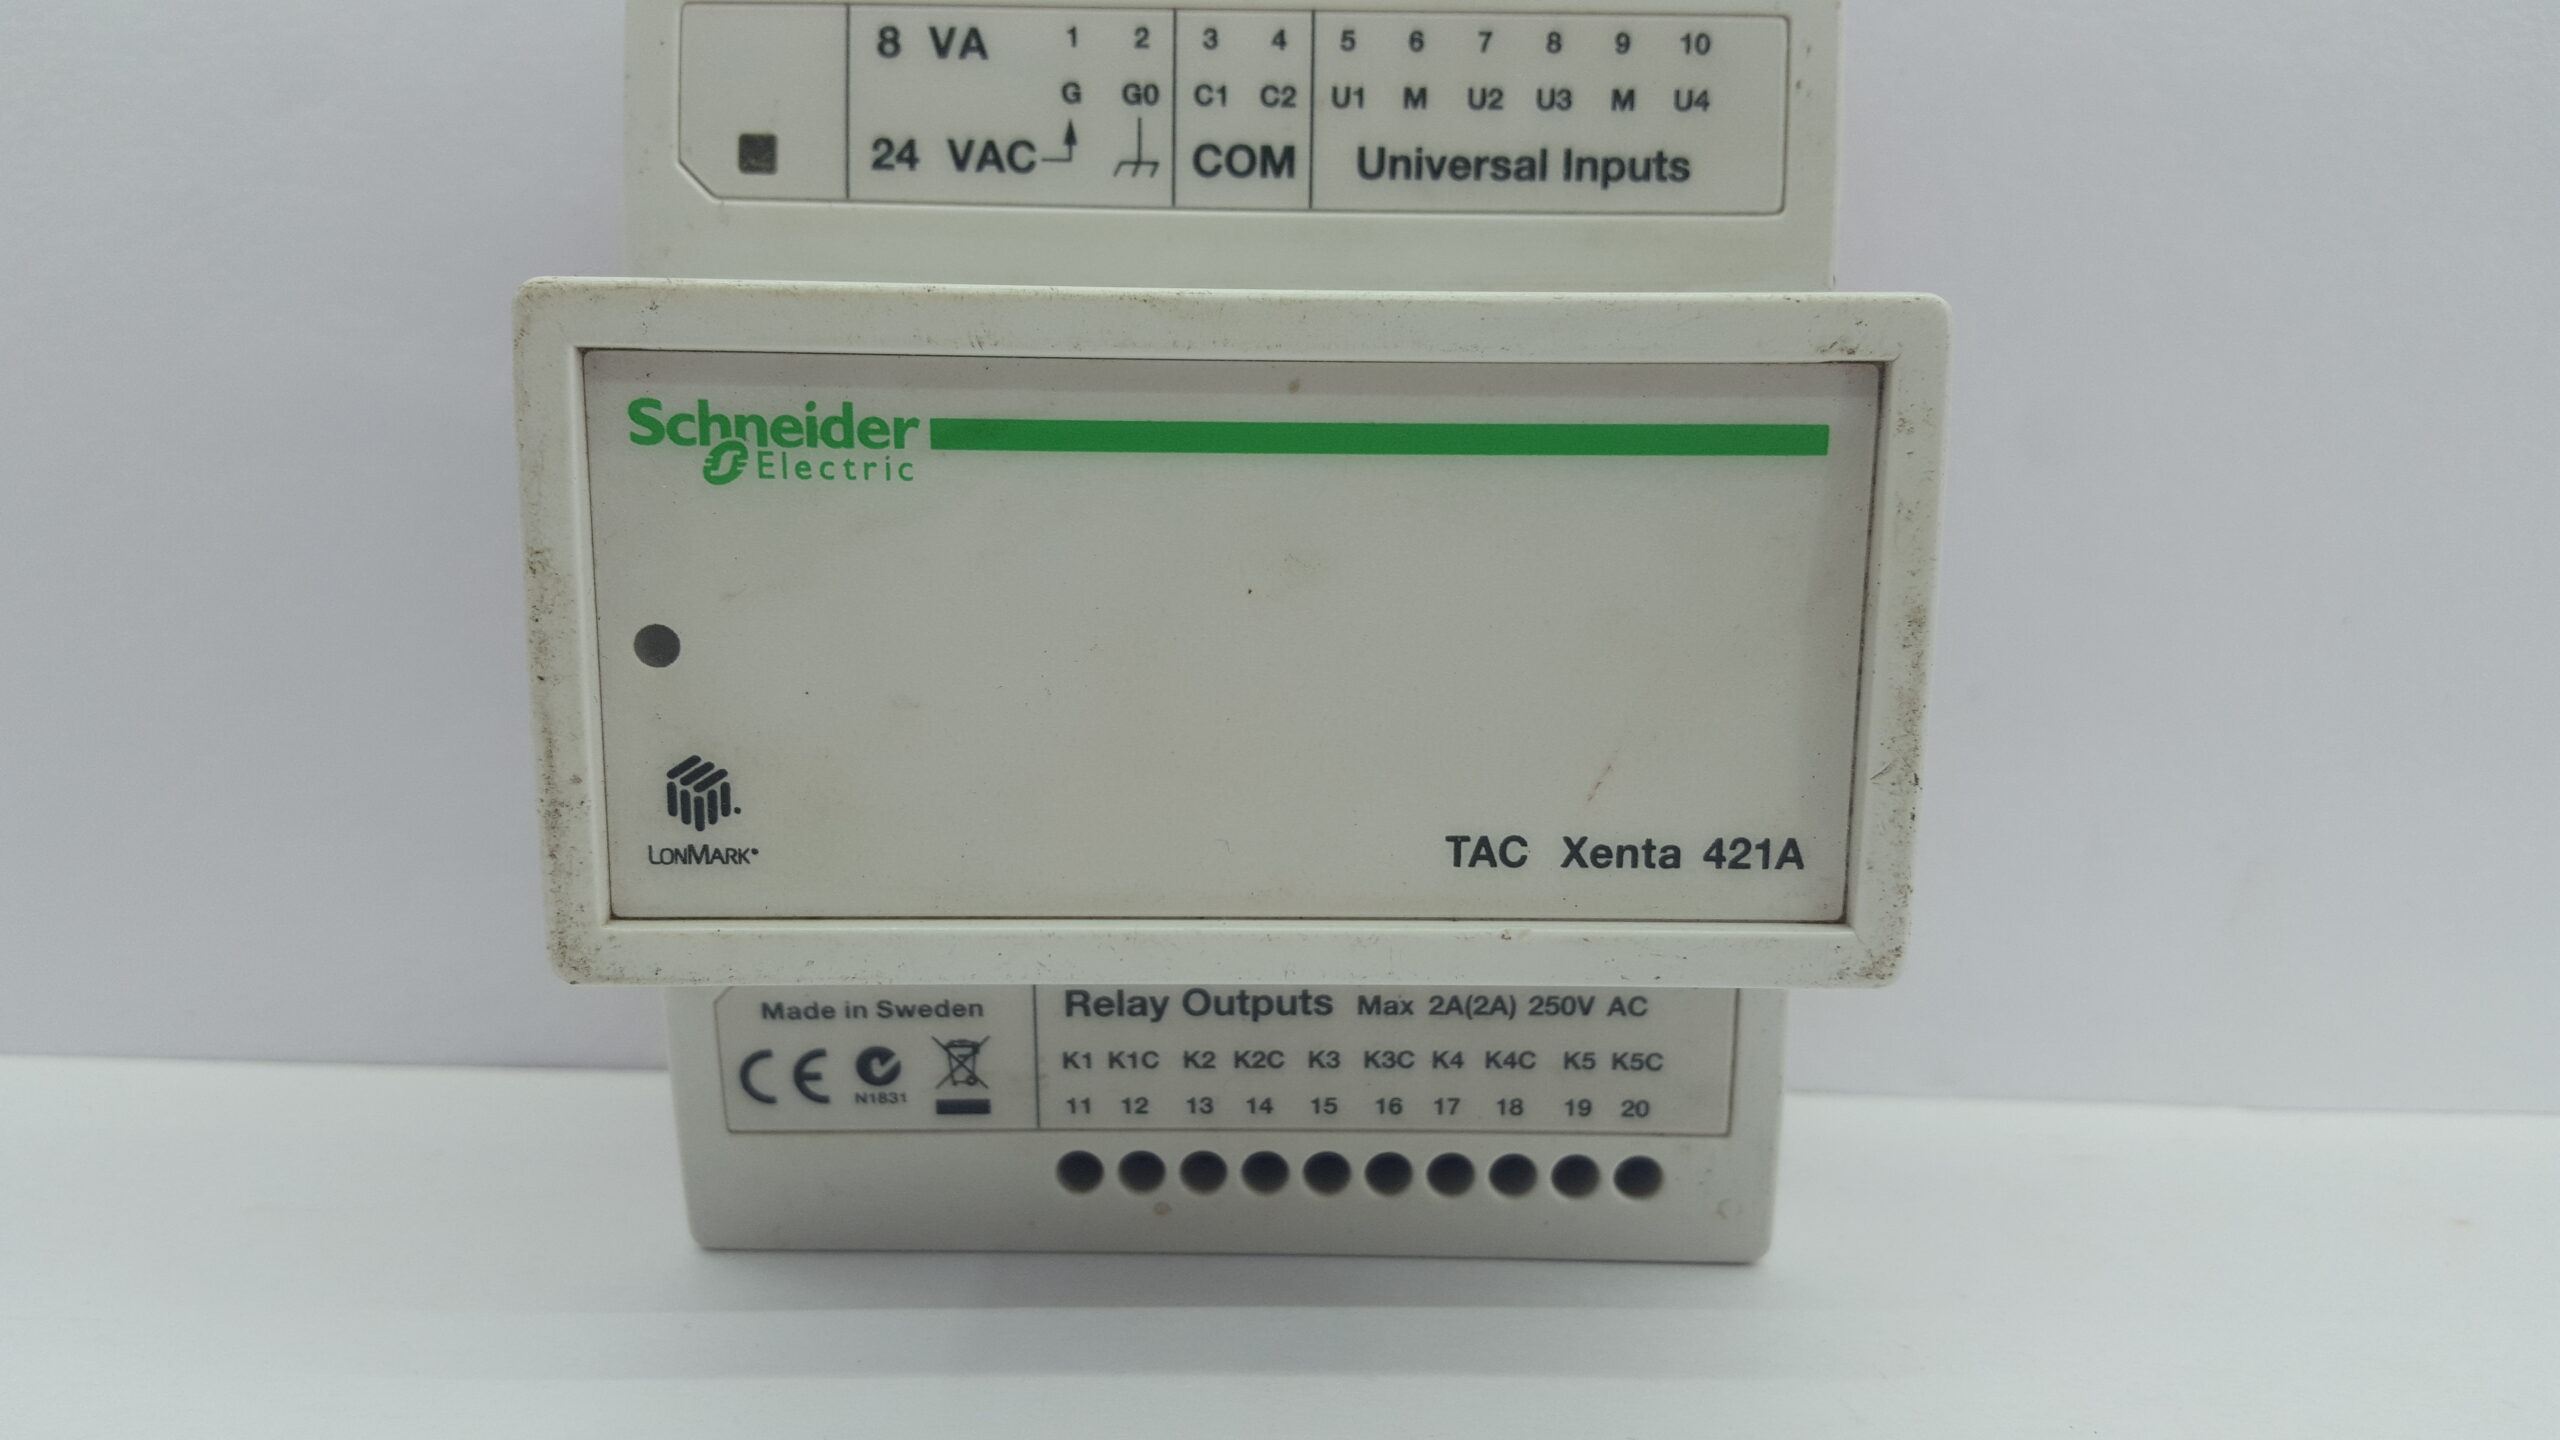 8 VA 1 2 3 4 5 6 7 8 9 10
G G0 C1 C2 U1 M U2 U3 M U4
24 VAC COM Universal Inputs
Schneider
Electric
LONMARK
TAC Xenta 421A
Made in Sweden
CE N1831
Relay Outputs Max 2A(2A) 250V AC
K1 K1C K2 K2C K3 K3C K4 K4C K5 K5C
11 12 13 14 15 16 17 18 19 20